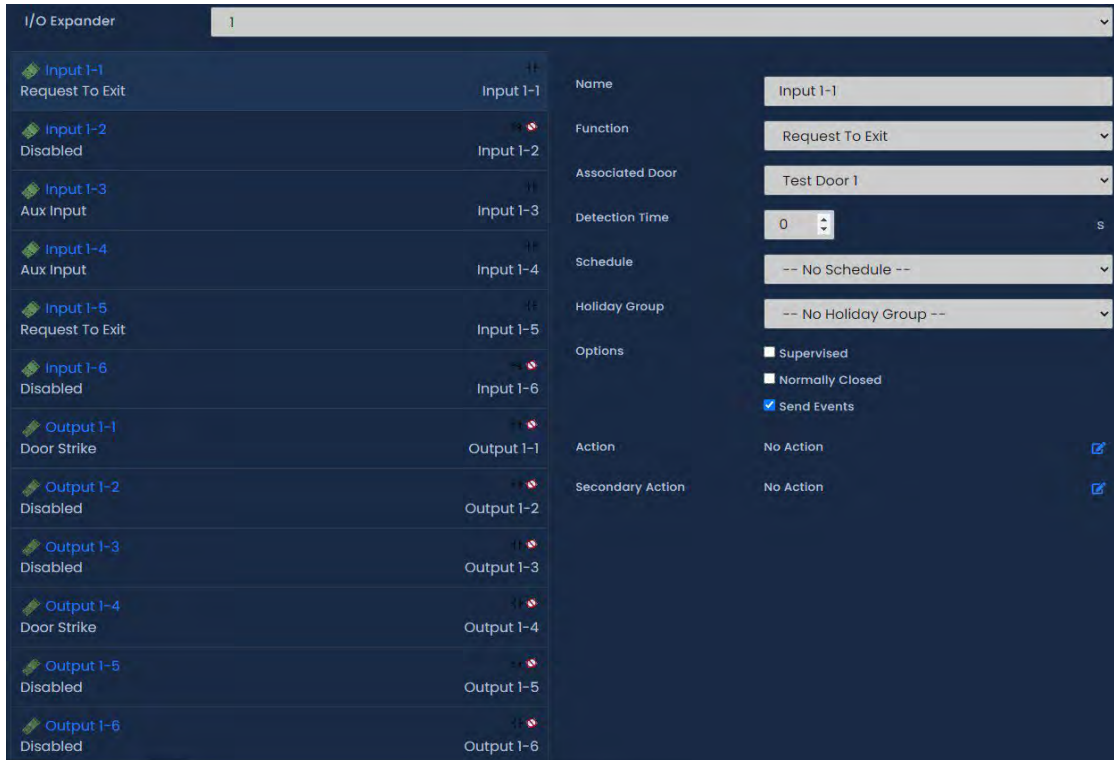 I/O Expander 1
Input 1-1
Request To Exit Input 1-1
Input 1-2
Disabled Input 1-2
Input 1-3
Aux Input Input 1-3
Input 1-4
Aux Input Input 1-4
Input 1-5
Request To Exit Input 1-5
Input 1-6
Disabled Input 1-6
Output 1-1
Door Strike Output 1-1
Output 1-2
Disabled Output 1-2
Output 1-3
Disabled Output 1-3
Output 1-4
Door Strike Output 1-4
Output 1-5
Disabled Output 1-5
Output 1-6
Disabled Output 1-6
Name Input 1-1
Function Request To Exit
Associated Door Test Door 1
Detection Time 0 s
Schedule -- No Schedule --
Holiday Group -- No Holiday Group --
Options Supervised
Normally Closed
Send Events
Action No Action
Secondary Action No Action